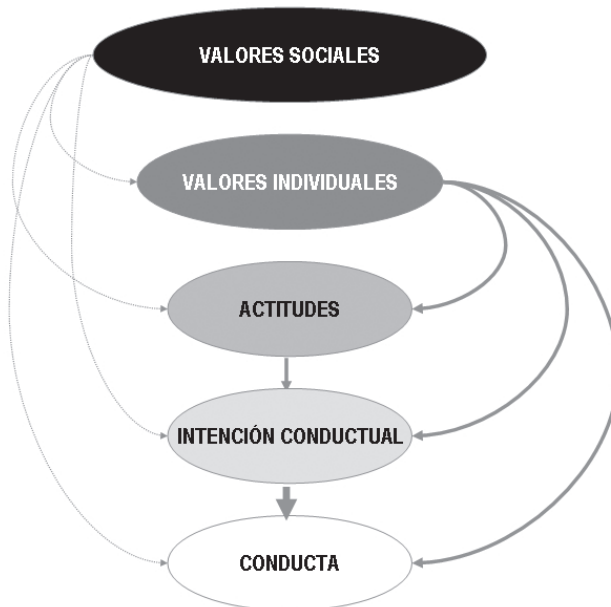 VALORES SOCIALES
VALORES INDIVIDUALES
ACTITUDES
INTENCIÓN CONDUCTUAL
CONDUCTA